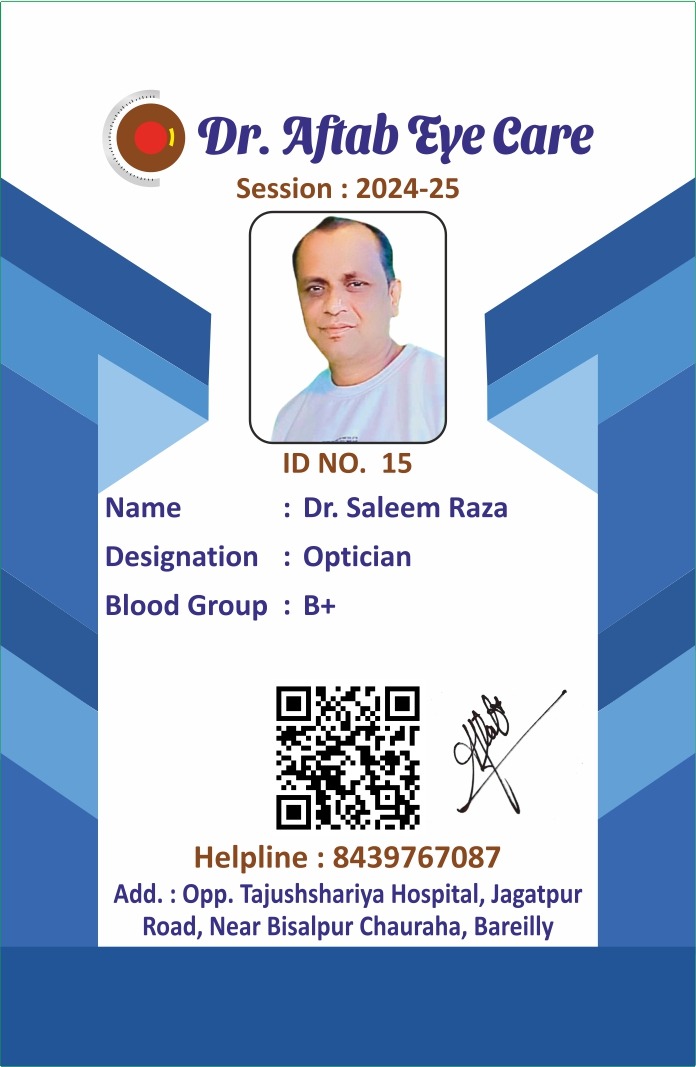 Dr. Aftab Eye Care
Session : 2024-25
ID NO. 15
Name : Dr. Saleem Raza
Designation : Optician
Blood Group : B+
Helpline : 8439767087
Add. : Opp. Tajushshariya Hospital, Jagatpur
Road, Near Bisalpur Chauraha, Bareilly